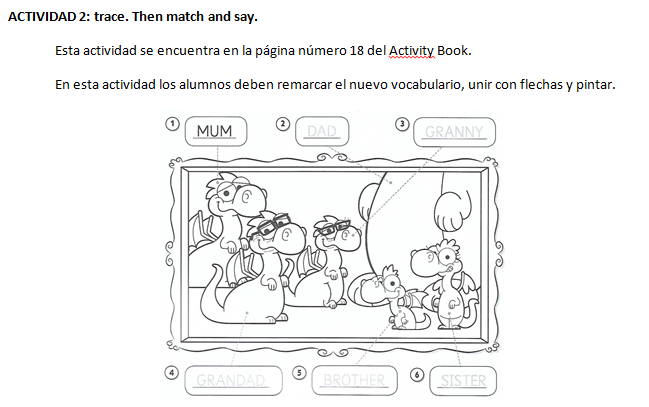 ACTIVIDAD 2: trace. Then match and say.
Esta actividad se encuentra en la página número 18 del Activity Book.
En esta actividad los alumnos deben remarcar el nuevo vocabulario, unir con flechas y pintar.
1 MUM 2 DAD 3 GRANNY
4 GRANDAD 5 BROTHER 6 SISTER